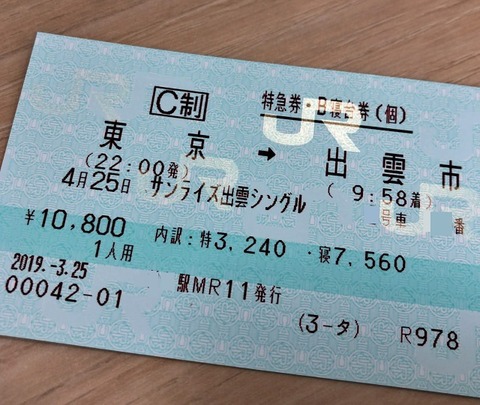 C制 特急券・B寝台券(個)
東京 → 出雲市
(22:00発) (9:58着)
4月25日 サンライズ出雲シングル 号車 番
¥10,800 内訳:特3,240・寝7,560
1人用
2019.-3.25 駅MR11発行
00042-01 (3-タ) R978